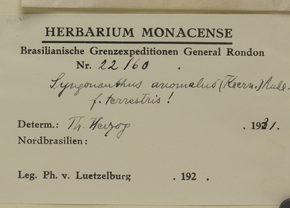 HERBARIUM MONACENSE
Brasilianische Grenzexpeditionen General Rondon
Nr. 22160 .
Syngonanthus anomalus (Koern.) Ruhl.
f. terrestris !
Determ.: Th. Herzog . 1931.
Nordbrasilien:
Leg. Ph. v. Luetzelburg . 192 .